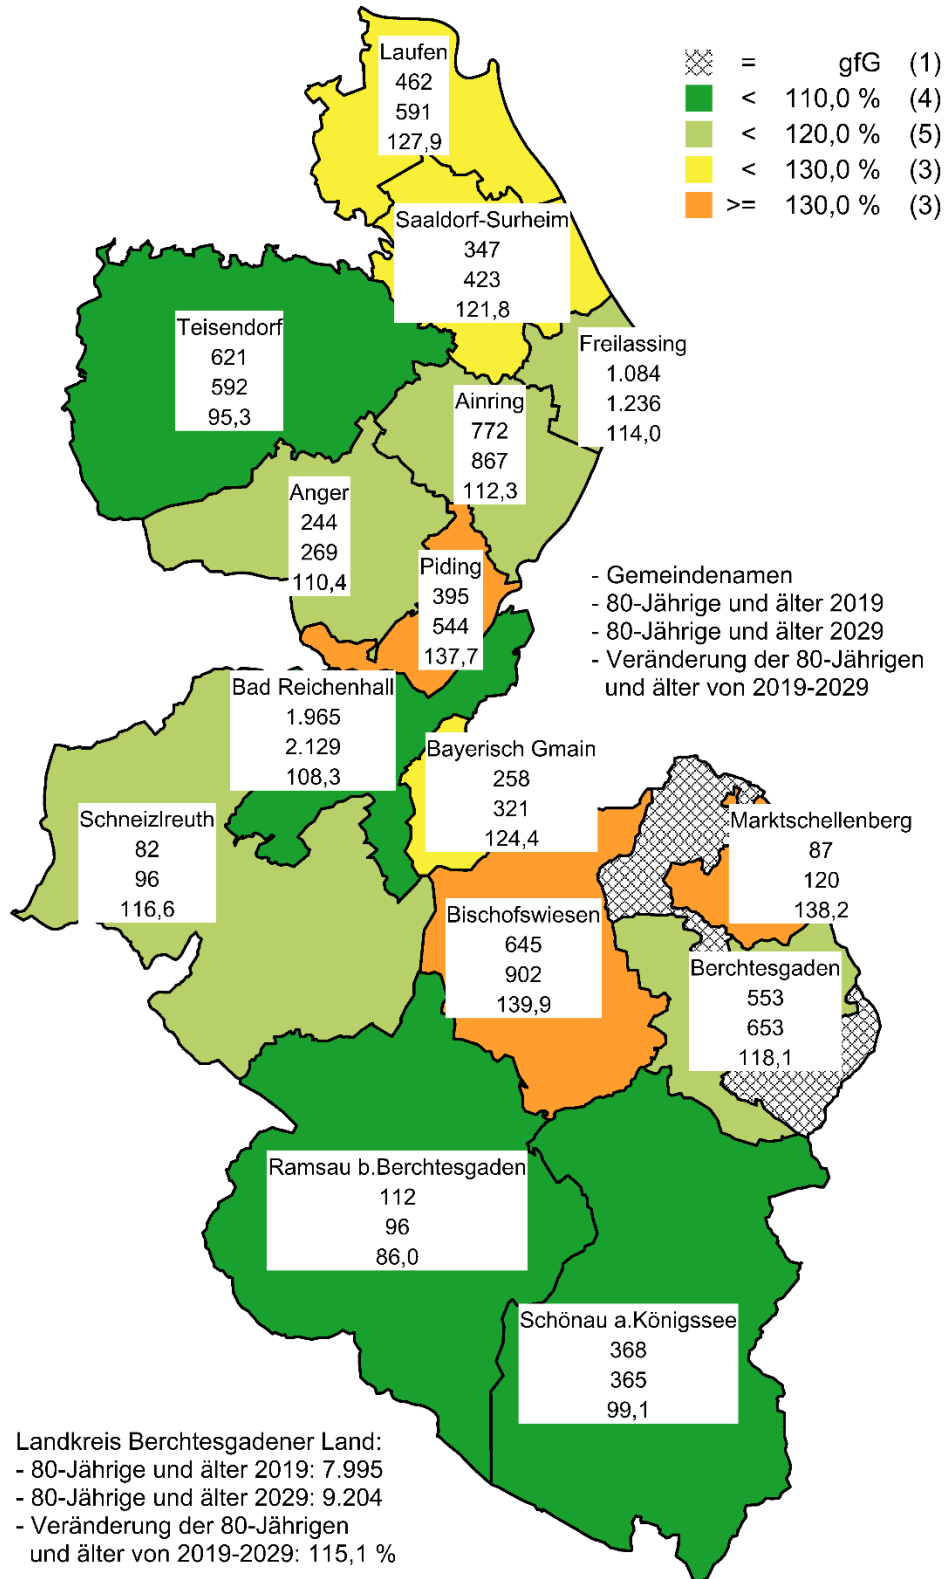 Laufen
462
591
127,9
= gfG (1)
< 110,0 % (4)
< 120,0 % (5)
< 130,0 % (3)
>= 130,0 % (3)
Saaldorf-Surheim
347
423
121,8
Teisendorf
621
592
95,3
Freilassing
1.084
1.236
114,0
Ainring
772
867
112,3
Anger
244
269
110,4
Piding
395
544
137,7
- Gemeindenamen
- 80-Jährige und älter 2019
- 80-Jährige und älter 2029
- Veränderung der 80-Jährigen
und älter von 2019-2029
Bad Reichenhall
1.965
2.129
108,3
Bayerisch Gmain
258
321
124,4
Schneizlreuth
82
96
116,6
Marktschellenberg
87
120
138,2
Bischofswiesen
645
902
139,9
Berchtesgaden
553
653
118,1
Ramsau b.Berchtesgaden
112
96
86,0
Schönau a.Königssee
368
365
99,1
Landkreis Berchtesgadener Land:
- 80-Jährige und älter 2019: 7.995
- 80-Jährige und älter 2029: 9.204
- Veränderung der 80-Jährigen
und älter von 2019-2029: 115,1 %